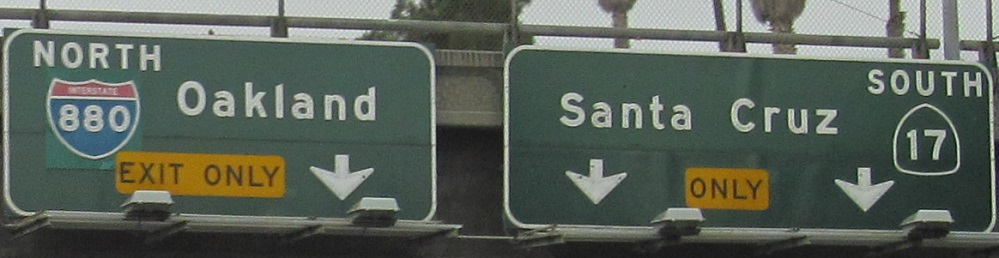 NORTH
INTERSTATE
880
Oakland
EXIT ONLY
SOUTH
Santa Cruz
17
ONLY